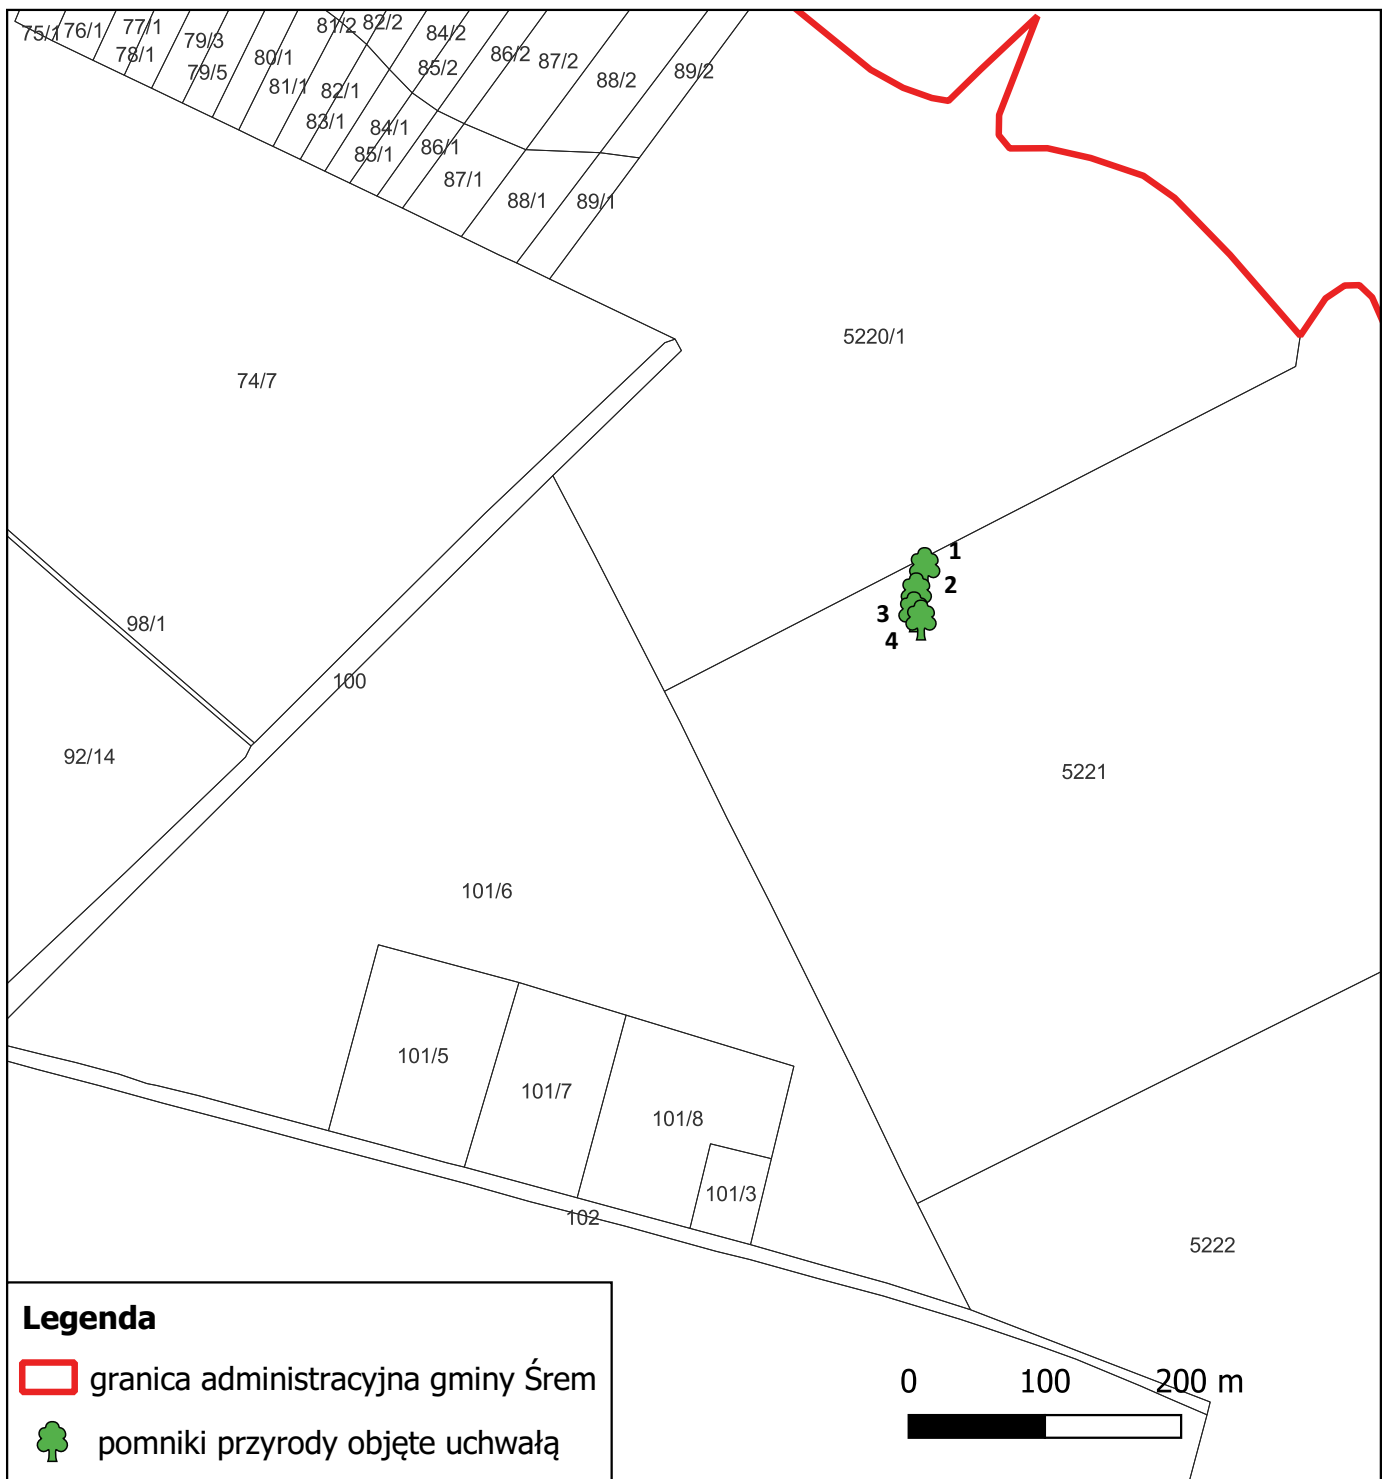 75/1 76/1 77/1 81/2 82/2
78/1 79/3 84/2
79/5 80/1 85/2 86/2 87/2
81/1 82/1 88/2 89/2
83/1 84/1
85/1 86/1
87/1
88/1 89/1
5220/1
74/7
1
2
3
4
98/1
100
92/14
5221
101/6
101/5
101/7
101/8
101/3
102
5222
Legenda
granica administracyjna gminy Śrem
pomniki przyrody objęte uchwałą
0 100 200 m